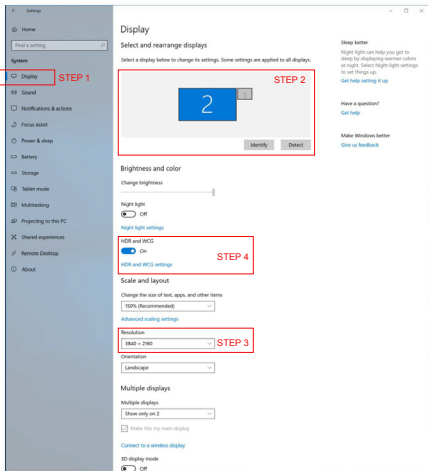 Settings
Home
Find a setting
System
Display
STEP 1
Sound
Notifications & actions
Focus assist
Power & sleep
Battery
Storage
Tablet mode
Multitasking
Projecting to this PC
Shared experiences
Remote Desktop
About
Display
Select and rearrange displays
Select a display below to change its settings. Some settings are applied to all displays.
STEP 2
2
1
Identify
Detect
Brightness and color
Change brightness
Night light
Off
Night light settings
HDR and WCG
On
STEP 4
HDR and WCG settings
Scale and layout
Change the size of text, apps, and other items
150% (Recommended)
Advanced scaling settings
Resolution
3840 × 2160
STEP 3
Orientation
Landscape
Multiple displays
Multiple displays
Show only on 2
Make this my main display
Connect to a wireless display
3D display mode
Off
Sleep better
Night light can help you get to
sleep by displaying warmer colors
at night. Select Night light settings
to set things up.
Get help setting it up
Have a question?
Get help
Make Windows better
Give us feedback